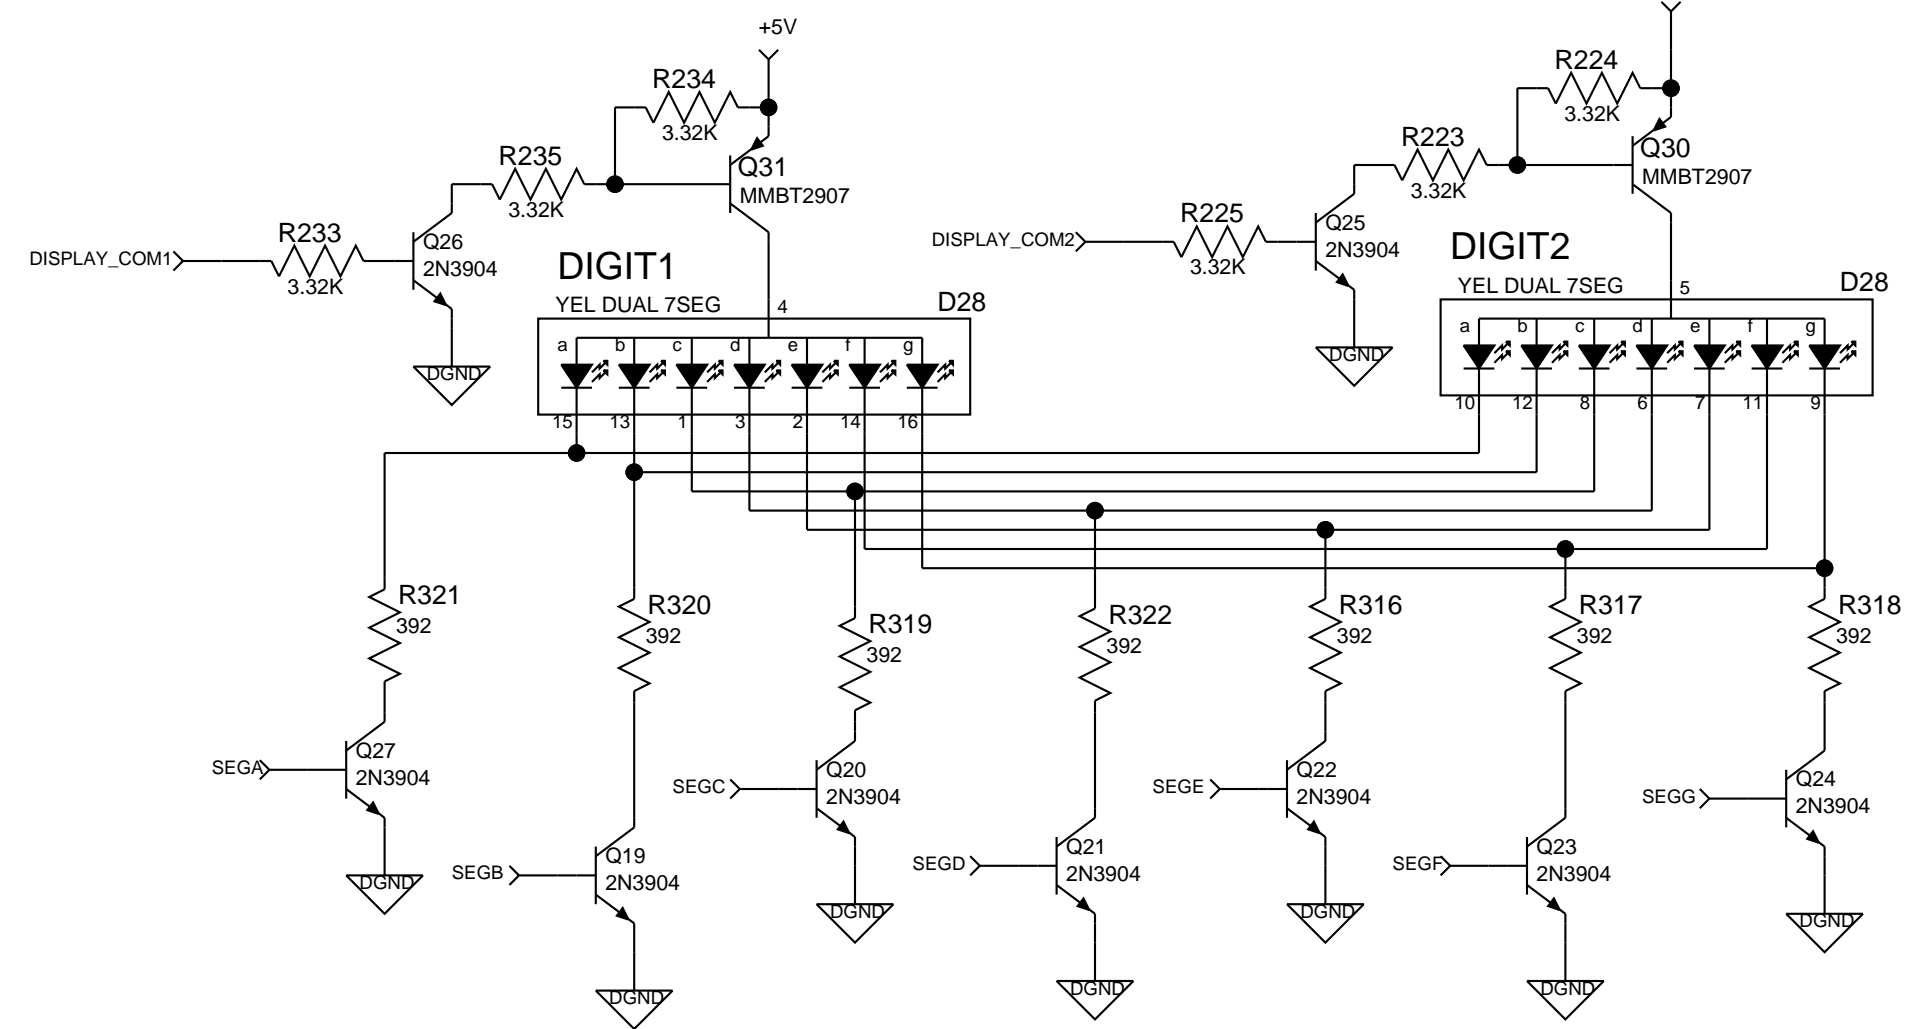 +5V
R234
3.32K
R224
3.32K
R235
3.32K
Q31
MMBT2907
R223
3.32K
Q30
MMBT2907
DISPLAY_COM1
R233
3.32K
Q26
2N3904
DGND
DISPLAY_COM2
R225
3.32K
Q25
2N3904
DGND
DIGIT1
YEL DUAL 7SEG
4
D28
a b c d e f g
15 13 1 3 2 14 16
DIGIT2
YEL DUAL 7SEG
5
D28
a b c d e f g
10 12 8 6 7 11 9
R321
392
R320
392
R319
392
R322
392
R316
392
R317
392
R318
392
SEGA
Q27
2N3904
DGND
SEGB
Q19
2N3904
DGND
SEGC
Q20
2N3904
DGND
SEGD
Q21
2N3904
DGND
SEGE
Q22
2N3904
DGND
SEGF
Q23
2N3904
DGND
SEGG
Q24
2N3904
DGND